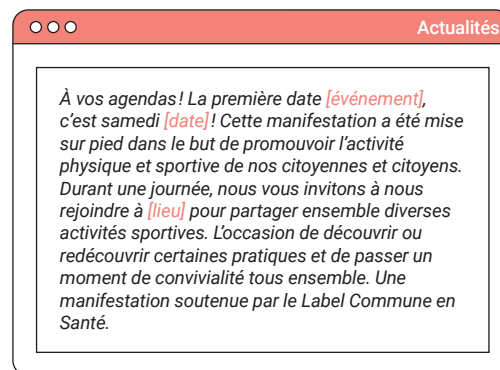 Actualités
À vos agendas! La première date [événement],
c'est samedi [date]! Cette manifestation a été mise
sur pied dans le but de promouvoir l'activité
physique et sportive de nos citoyennes et citoyens.
Durant une journée, nous vous invitons à nous
rejoindre à [lieu] pour partager ensemble diverses
activités sportives. L'occasion de découvrir ou
redécouvrir certaines pratiques et de passer un
moment de convivialité tous ensemble. Une
manifestation soutenue par le Label Commune en
Santé.